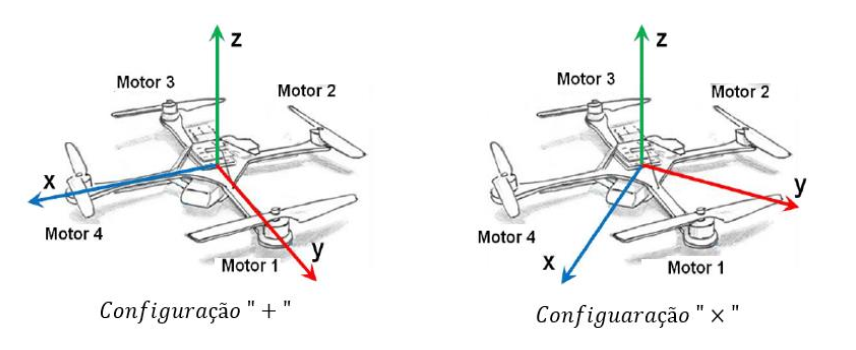 z
Motor 3
Motor 2
x
Motor 4
Motor 1
y
Configuração " + "
z
Motor 3
Motor 2
y
Motor 4
x
Motor 1
Configuaração " × "